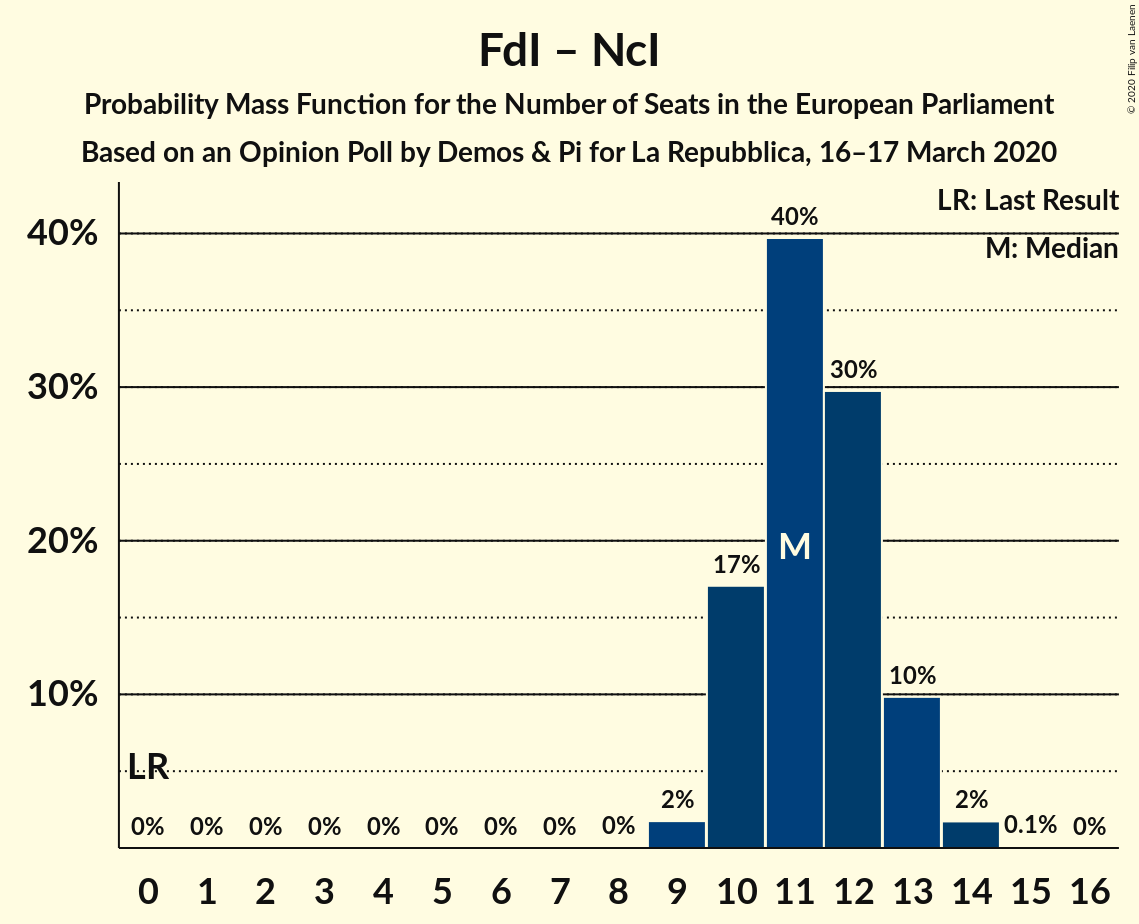 FdI – NcI
Probability Mass Function for the Number of Seats in the European Parliament
Based on an Opinion Poll by Demos & Pi for La Repubblica, 16–17 March 2020
© 2020 Filip van Laenen
LR: Last Result
M: Median
40%
30%
20%
10%
LR
M
0% 0% 0% 0% 0% 0% 0% 0% 0% 2% 17% 40% 30% 10% 2% 0.1% 0%
0 1 2 3 4 5 6 7 8 9 10 11 12 13 14 15 16